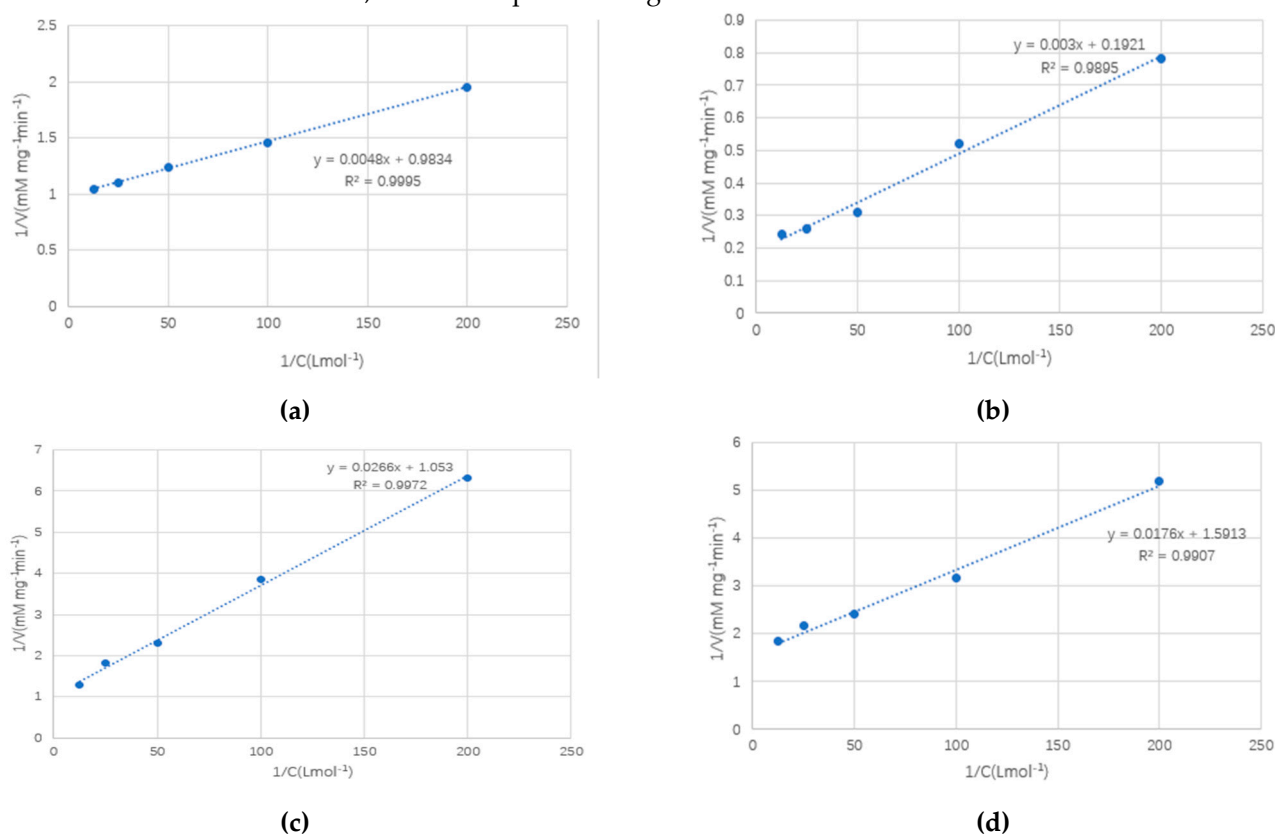 2.5
2
1.5
1
0.5
0
0 50 100 150 200 250
1/V(mM mg⁻¹min⁻¹)
1/C(Lmol⁻¹)
y = 0.0048x + 0.9834
R² = 0.9995
(a)
0.9
0.8
0.7
0.6
0.5
0.4
0.3
0.2
0.1
0
0 50 100 150 200 250
1/V(mM mg⁻¹min⁻¹)
1/C(Lmol⁻¹)
y = 0.003x + 0.1921
R² = 0.9895
(b)
7
6
5
4
3
2
1
0
0 50 100 150 200 250
1/V(mM mg⁻¹min⁻¹)
1/C(Lmol⁻¹)
y = 0.0266x + 1.053
R² = 0.9972
(c)
6
5
4
3
2
1
0
0 50 100 150 200 250
1/V(mM mg⁻¹min⁻¹)
1/C(Lmol⁻¹)
y = 0.0176x + 1.5913
R² = 0.9907
(d)